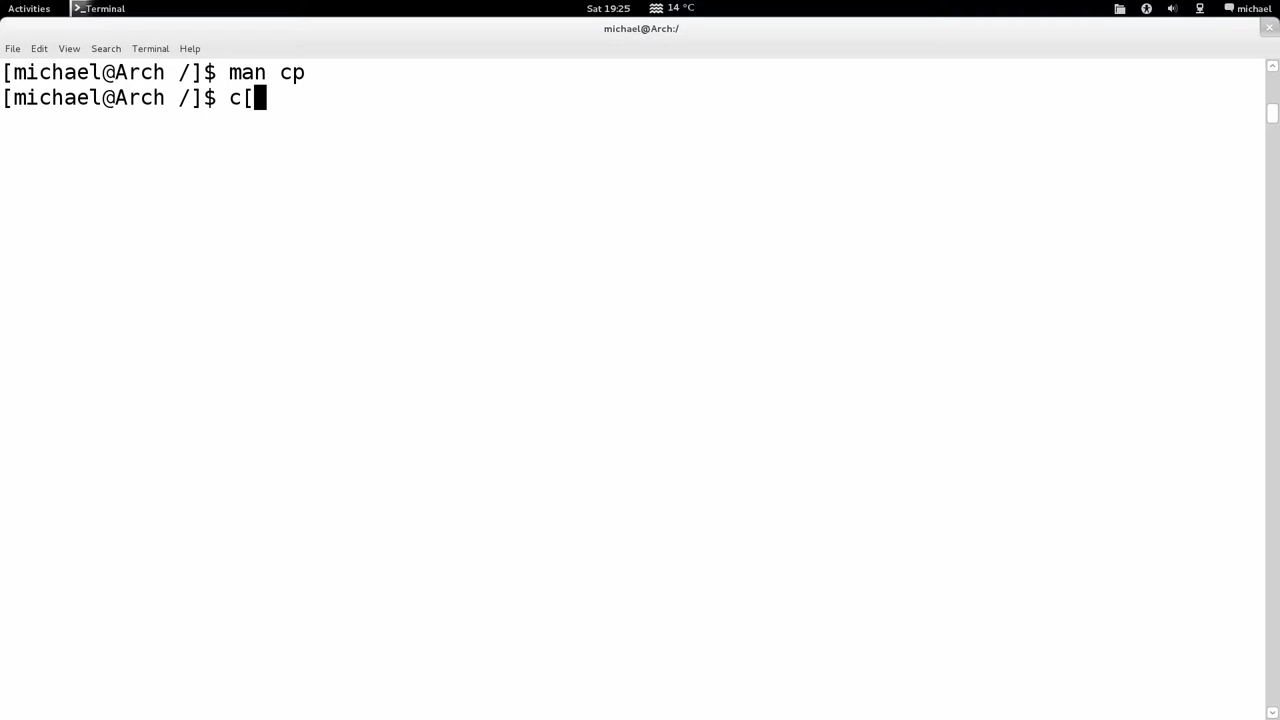 Activities >_Terminal Sat 19:25 14 °C michael
michael@Arch:/
File Edit View Search Terminal Help
[michael@Arch /]$ man cp
[michael@Arch /]$ c[